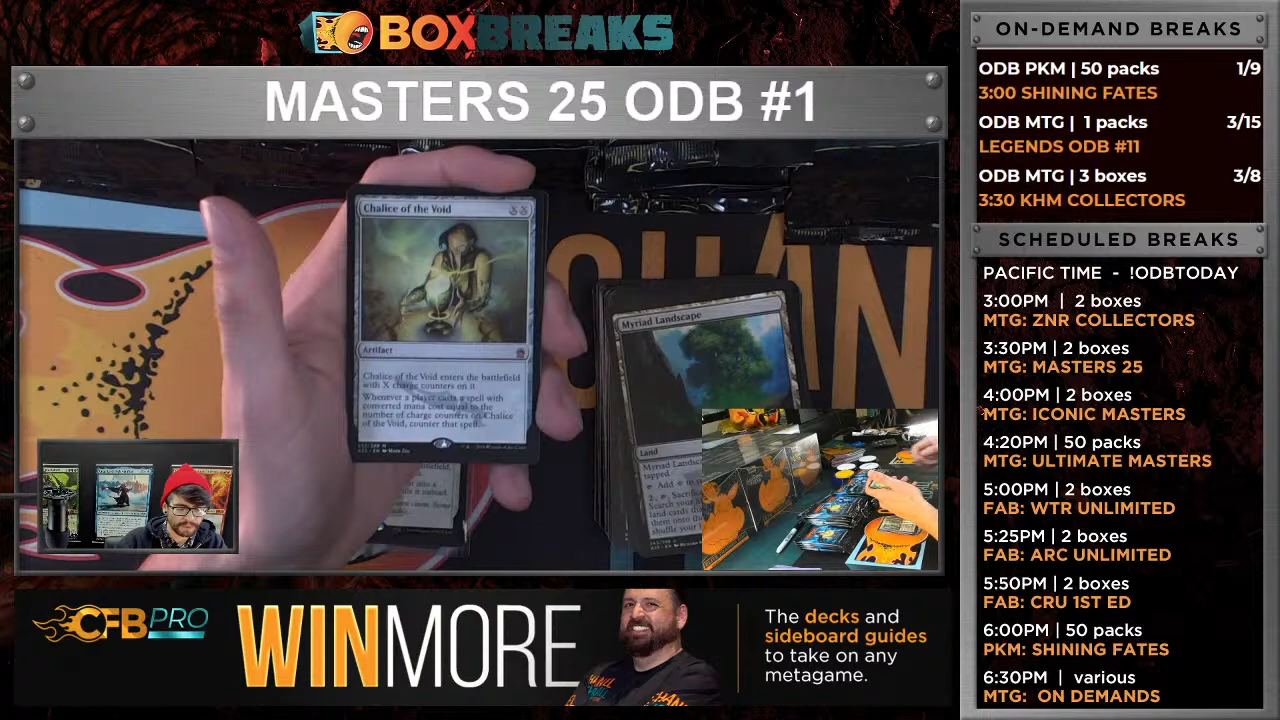 BOXBREAKS
MASTERS 25 ODB #1
Chalice of the Void
Artifact
Chalice of the Void enters the battlefield
with X charge counters on it.
Whenever a player casts a spell with
converted mana cost equal to the
number of charge counters on Chalice
of the Void, counter that spell.
Myriad Landscape
Land
CFBPRO
WINMORE
The decks and
sideboard guides
to take on any
metagame.
ON-DEMAND BREAKS
ODB PKM | 50 packs 1/9
3:00 SHINING FATES
ODB MTG | 1 packs 3/15
LEGENDS ODB #11
ODB MTG | 3 boxes 3/8
3:30 KHM COLLECTORS
SCHEDULED BREAKS
PACIFIC TIME - !ODBTODAY
3:00PM | 2 boxes
MTG: ZNR COLLECTORS
3:30PM | 2 boxes
MTG: MASTERS 25
4:00PM | 2 boxes
MTG: ICONIC MASTERS
4:20PM | 50 packs
MTG: ULTIMATE MASTERS
5:00PM | 2 boxes
FAB: WTR UNLIMITED
5:25PM | 2 boxes
FAB: ARC UNLIMITED
5:50PM | 2 boxes
FAB: CRU 1ST ED
6:00PM | 50 packs
PKM: SHINING FATES
6:30PM | various
MTG: ON DEMANDS